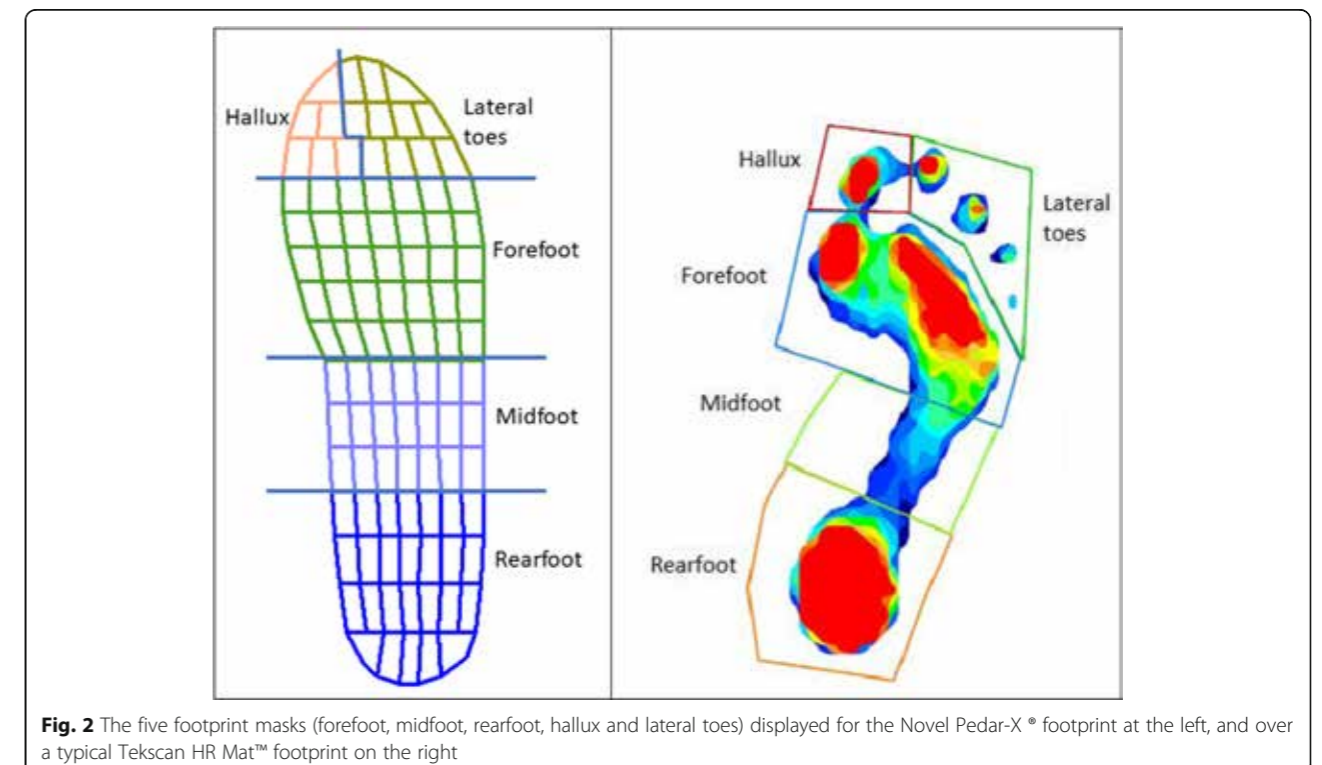 Hallux
Lateral
toes
Forefoot
Midfoot
Rearfoot
Hallux
Lateral
toes
Forefoot
Midfoot
Rearfoot
Fig. 2 The five footprint masks (forefoot, midfoot, rearfoot, hallux and lateral toes) displayed for the Novel Pedar-X ® footprint at the left, and over
a typical Tekscan HR Mat™ footprint on the right